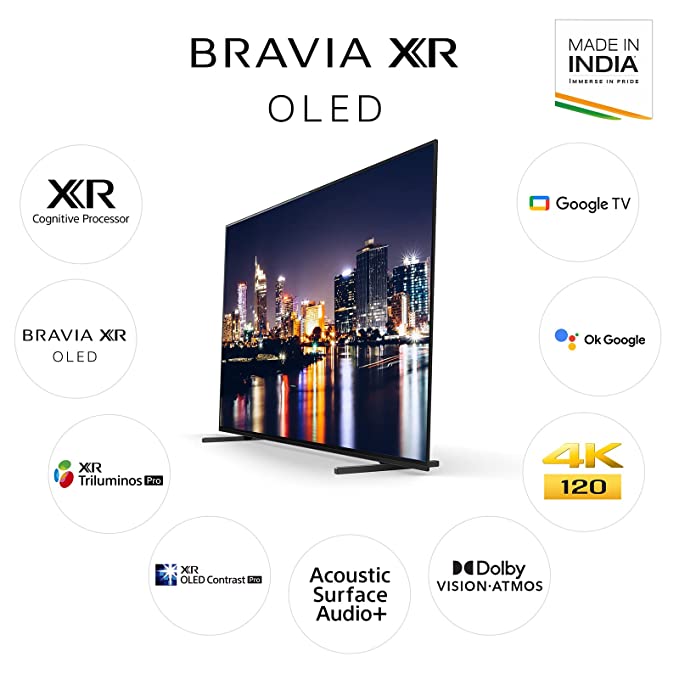 BRAVIA XR
OLED
MADE IN
INDIA
IMMERSE IN PRIDE
XR
Cognitive Processor
Google TV
BRAVIA XR
OLED
Ok Google
XR
Triluminos Pro
4K
120
XR
OLED Contrast Pro
Acoustic
Surface
Audio+
Dolby
VISION·ATMOS